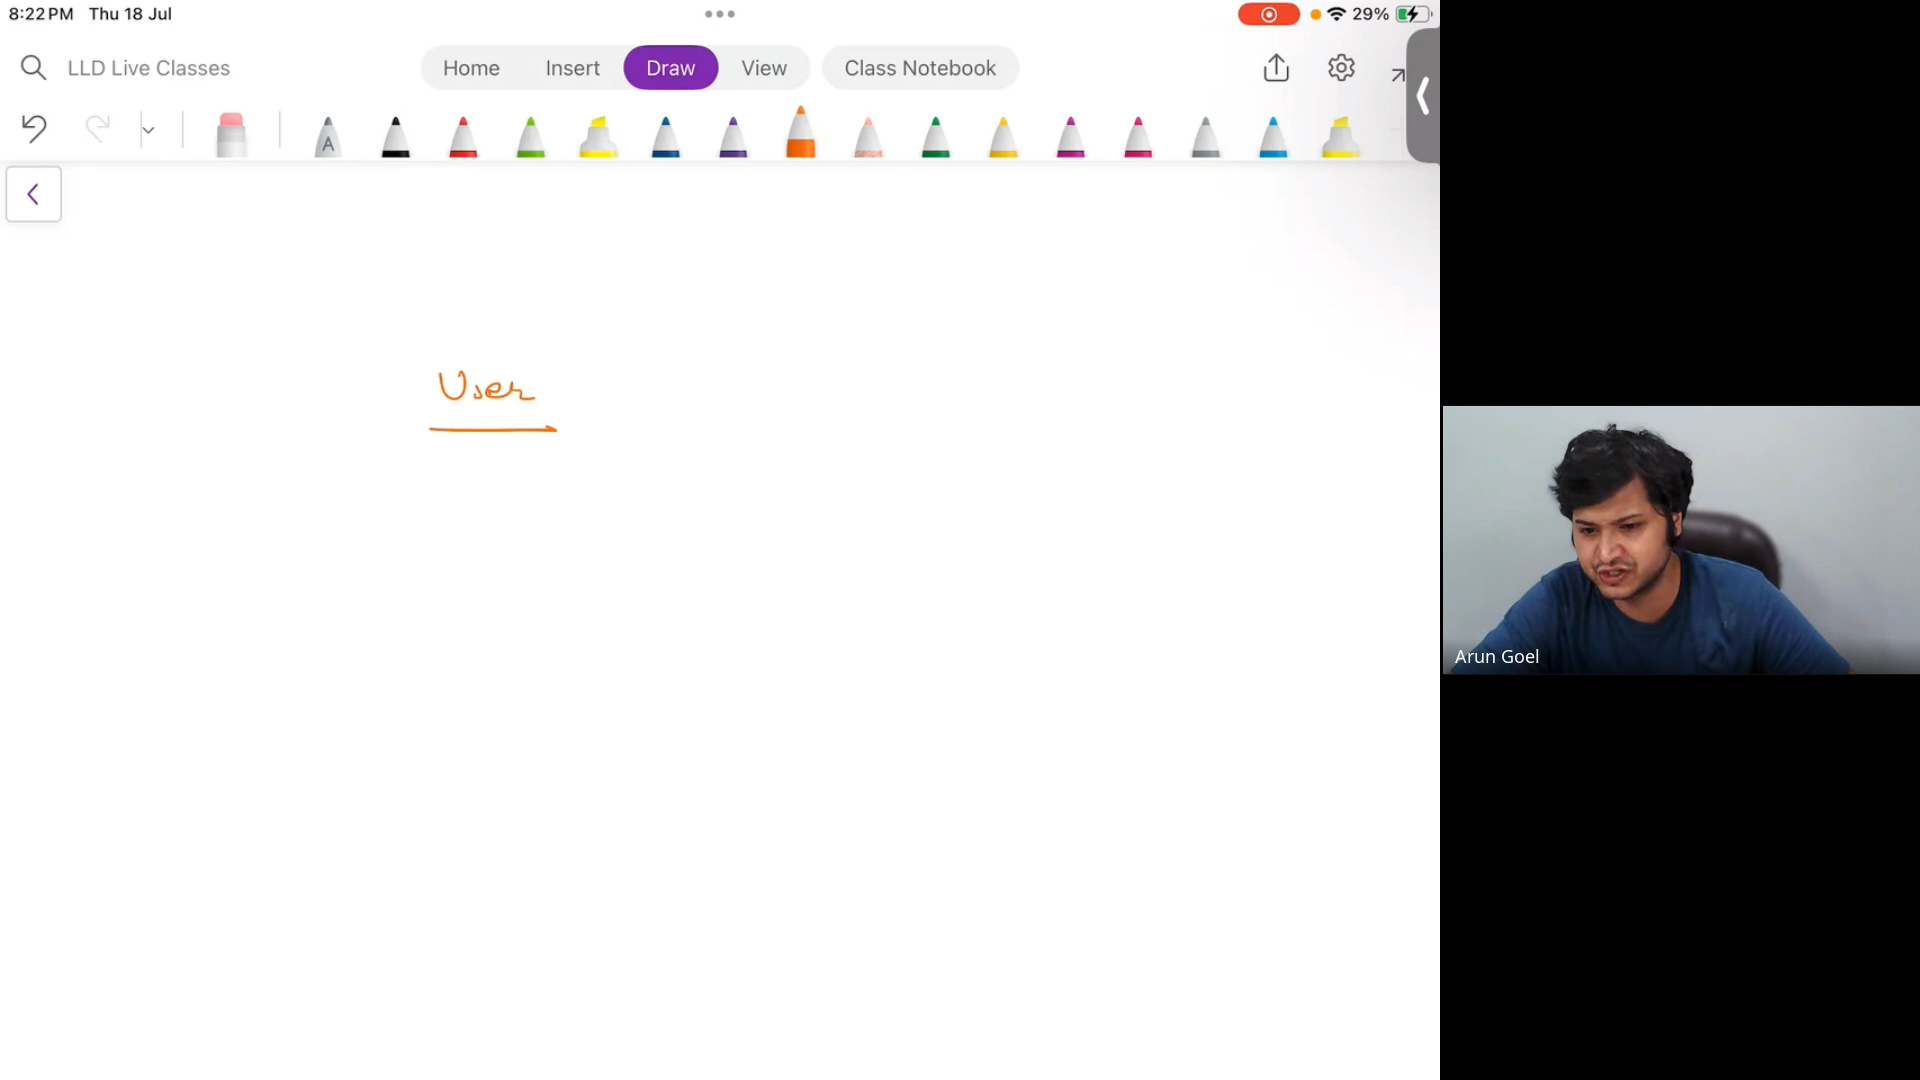 8:22 PM Thu 18 Jul 29%
LLD Live Classes Home Insert Draw View Class Notebook
A
User
Arun Goel